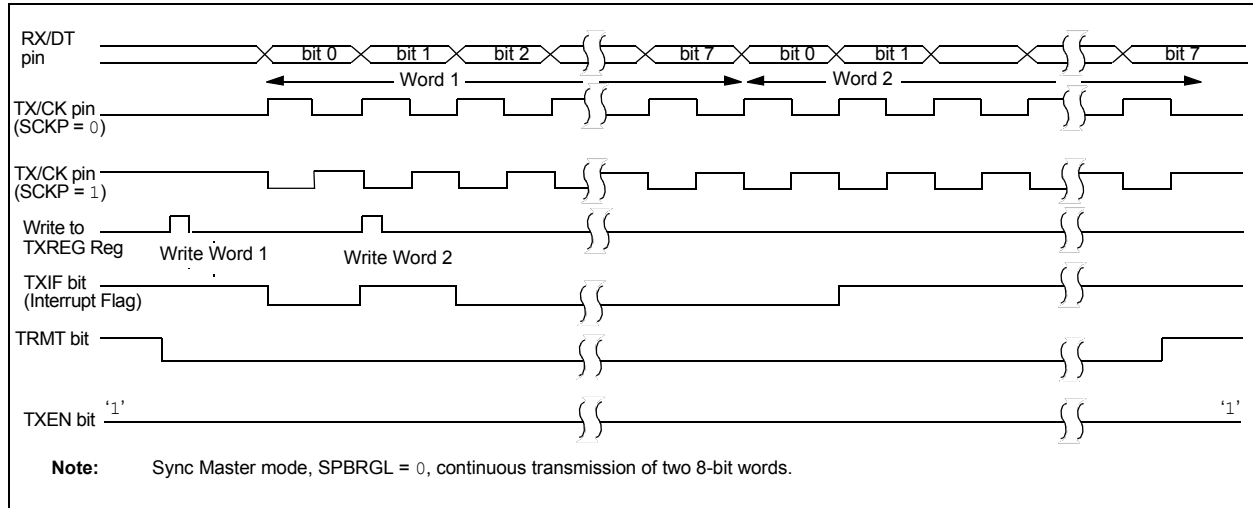 RX/DT
pin
bit 0 bit 1 bit 2 bit 7 bit 0 bit 1 bit 7
Word 1 Word 2
TX/CK pin
(SCKP = 0)
TX/CK pin
(SCKP = 1)
Write to
TXREG Reg
Write Word 1 Write Word 2
TXIF bit
(Interrupt Flag)
TRMT bit
TXEN bit ‘1’ ‘1’
Note: Sync Master mode, SPBRGL = 0, continuous transmission of two 8-bit words.